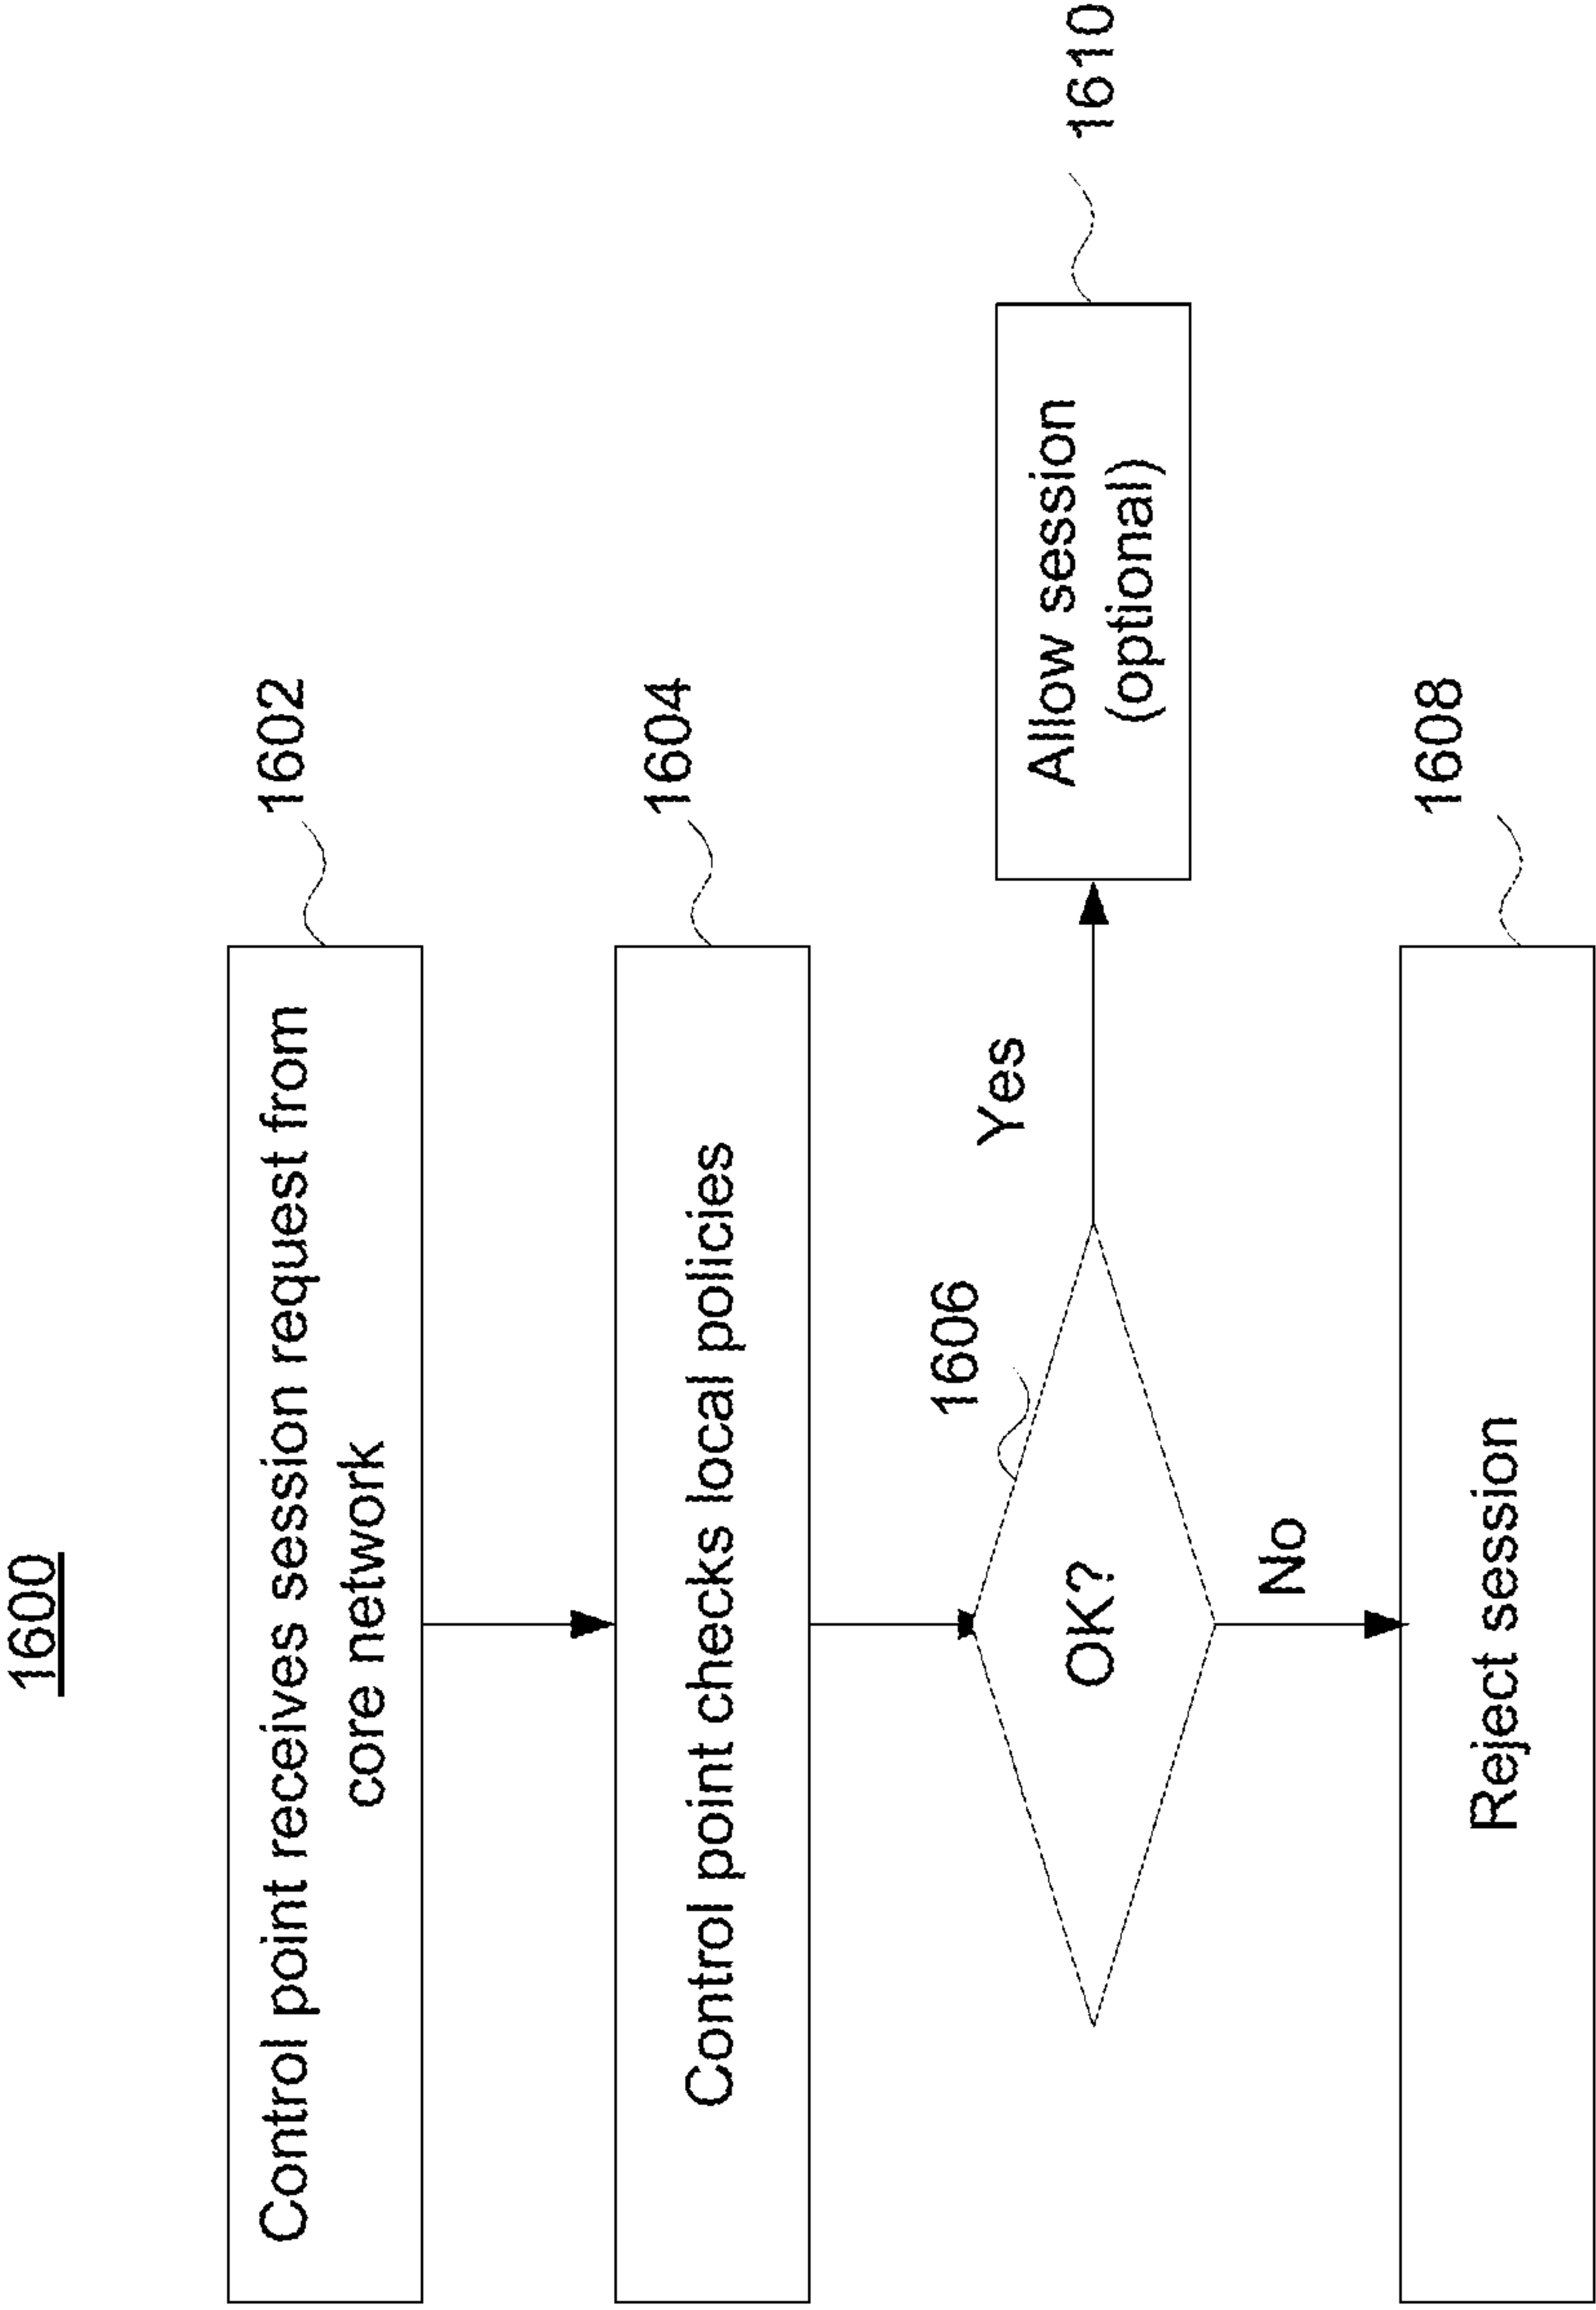 1600
Control point receives session request from
core network
1602
Control point checks local policies
1604
OK?
1606
Yes
Allow session
(optional)
1610
No
Reject session
1608